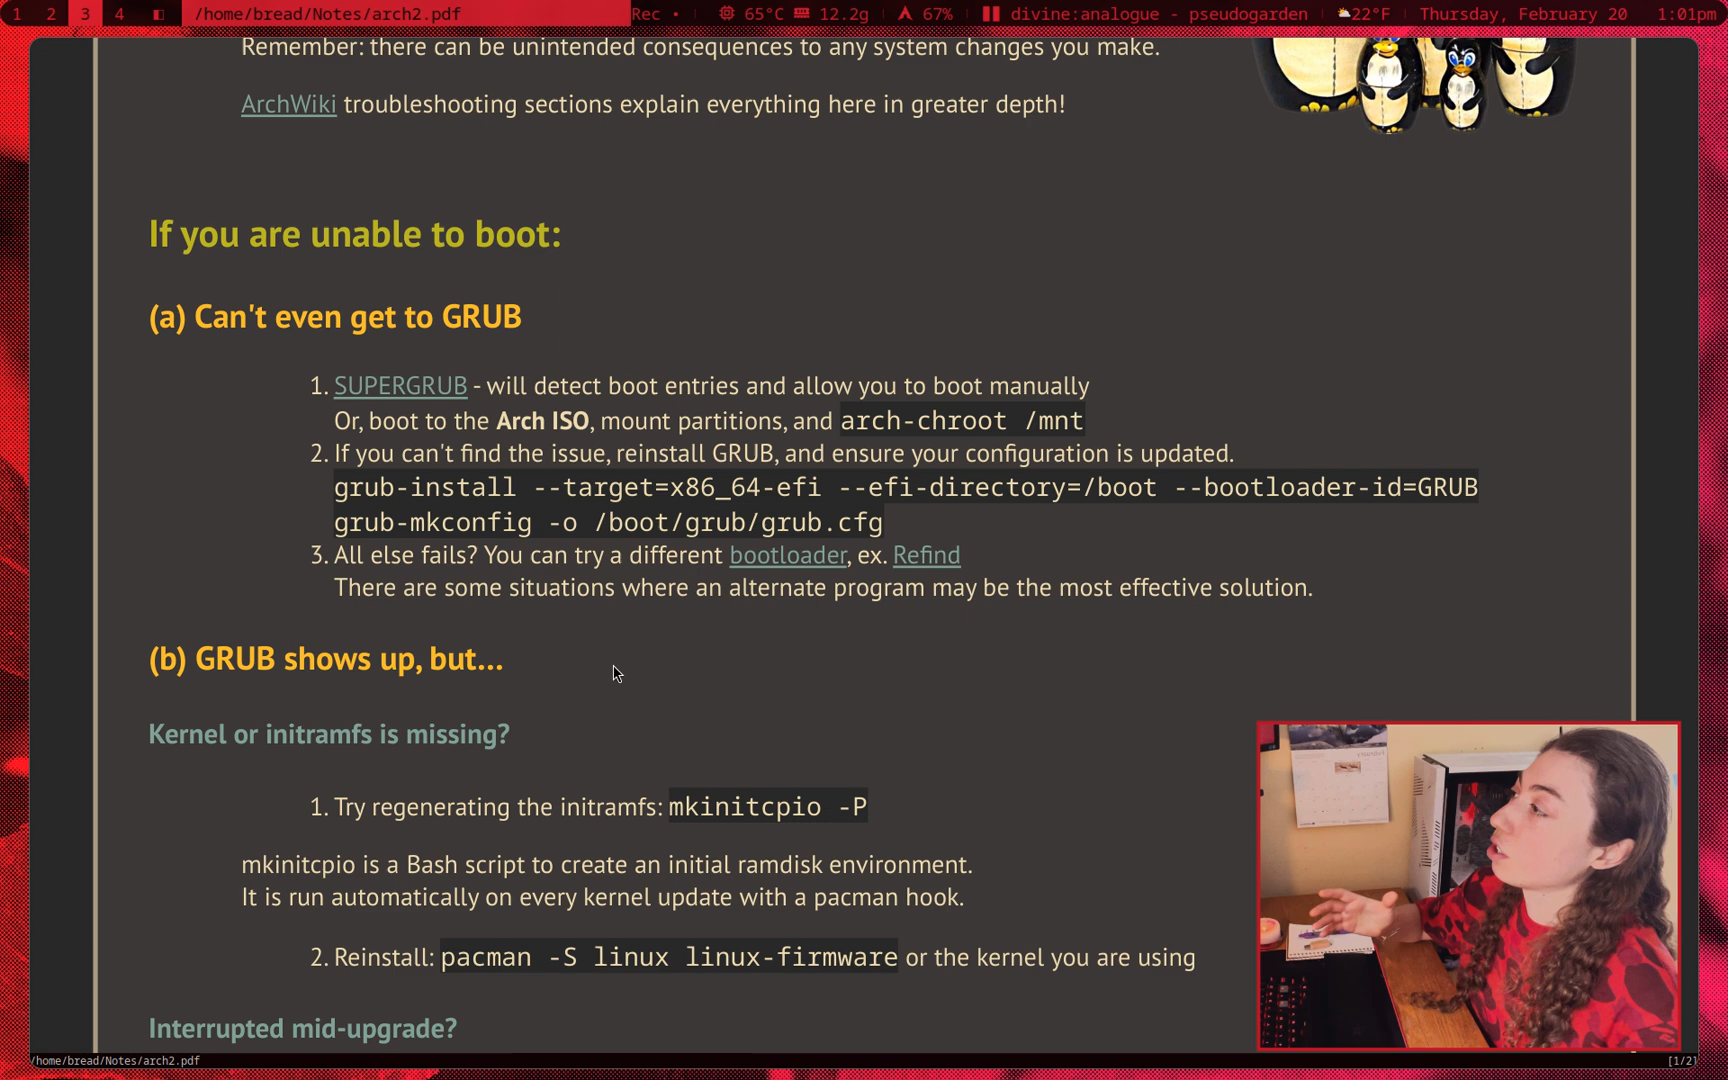 1 2 3 4 /home/bread/Notes/arch2.pdf Rec • 65°C 12.2g 67% divine:analogue - pseudogarden 22°F Thursday, February 20 1:01pm
Remember: there can be unintended consequences to any system changes you make.
ArchWiki troubleshooting sections explain everything here in greater depth!
If you are unable to boot:
(a) Can't even get to GRUB
1. SUPERGRUB - will detect boot entries and allow you to boot manually
Or, boot to the Arch ISO, mount partitions, and arch-chroot /mnt
2. If you can't find the issue, reinstall GRUB, and ensure your configuration is updated.
grub-install --target=x86_64-efi --efi-directory=/boot --bootloader-id=GRUB
grub-mkconfig -o /boot/grub/grub.cfg
3. All else fails? You can try a different bootloader, ex. Refind
There are some situations where an alternate program may be the most effective solution.
(b) GRUB shows up, but...
Kernel or initramfs is missing?
1. Try regenerating the initramfs: mkinitcpio -P
mkinitcpio is a Bash script to create an initial ramdisk environment.
It is run automatically on every kernel update with a pacman hook.
2. Reinstall: pacman -S linux linux-firmware or the kernel you are using
Interrupted mid-upgrade?
/home/bread/Notes/arch2.pdf [1/2]